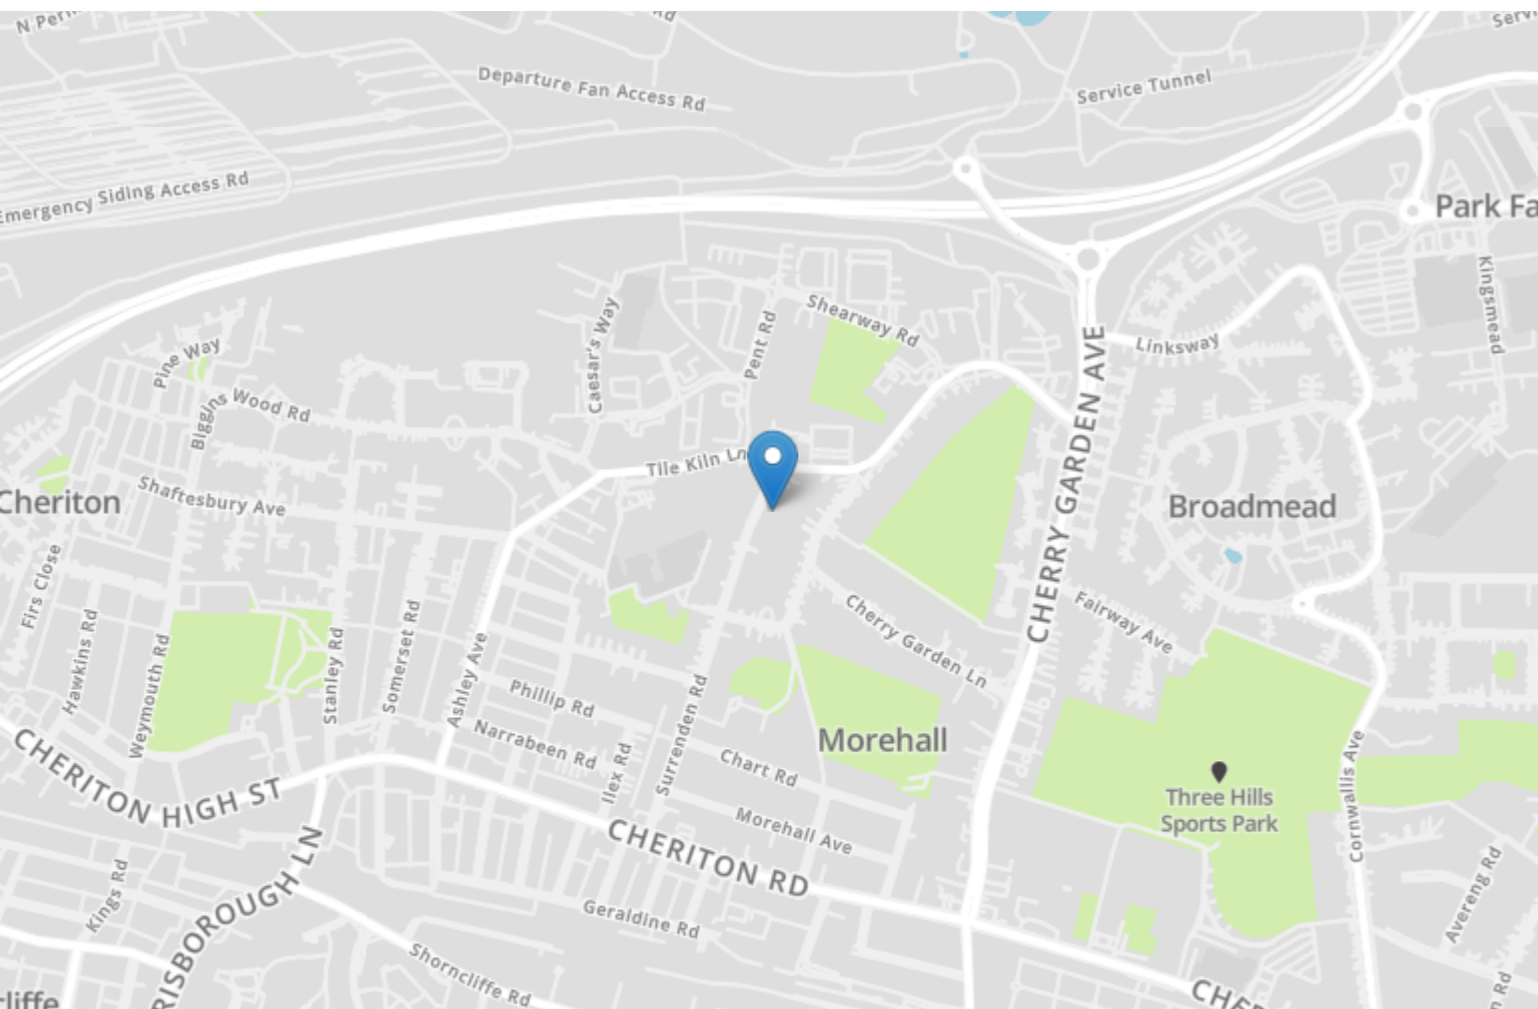 N Per
Rd
Serv
Departure Fan Access Rd
Service Tunnel
Emergency Siding Access Rd
Park Fa
Kingsmead
Shearway Rd
Caesar's Way
Pent Rd
Linksway
Pine Way
Biggins Wood Rd
Tile Kiln Ln
CHERRY GARDEN AVE
Cheriton
Shaftesbury Ave
Broadmead
Firs Close
Hawkins Rd
Weymouth Rd
Stanley Rd
Somerset Rd
Ashley Ave
Cherry Garden Ln
Fairway Ave
Phillip Rd
Narrabeen Rd
Ilex Rd
Surrenden Rd
Chart Rd
Morehall
Morehall Ave
Three Hills
Sports Park
Cornwallis Ave
CHERITON HIGH ST
CHERITON RD
Kings Rd
RISBOROUGH LN
Geraldine Rd
Shorncliffe Rd
Avereng Rd
cliffe
CHER
n Rd